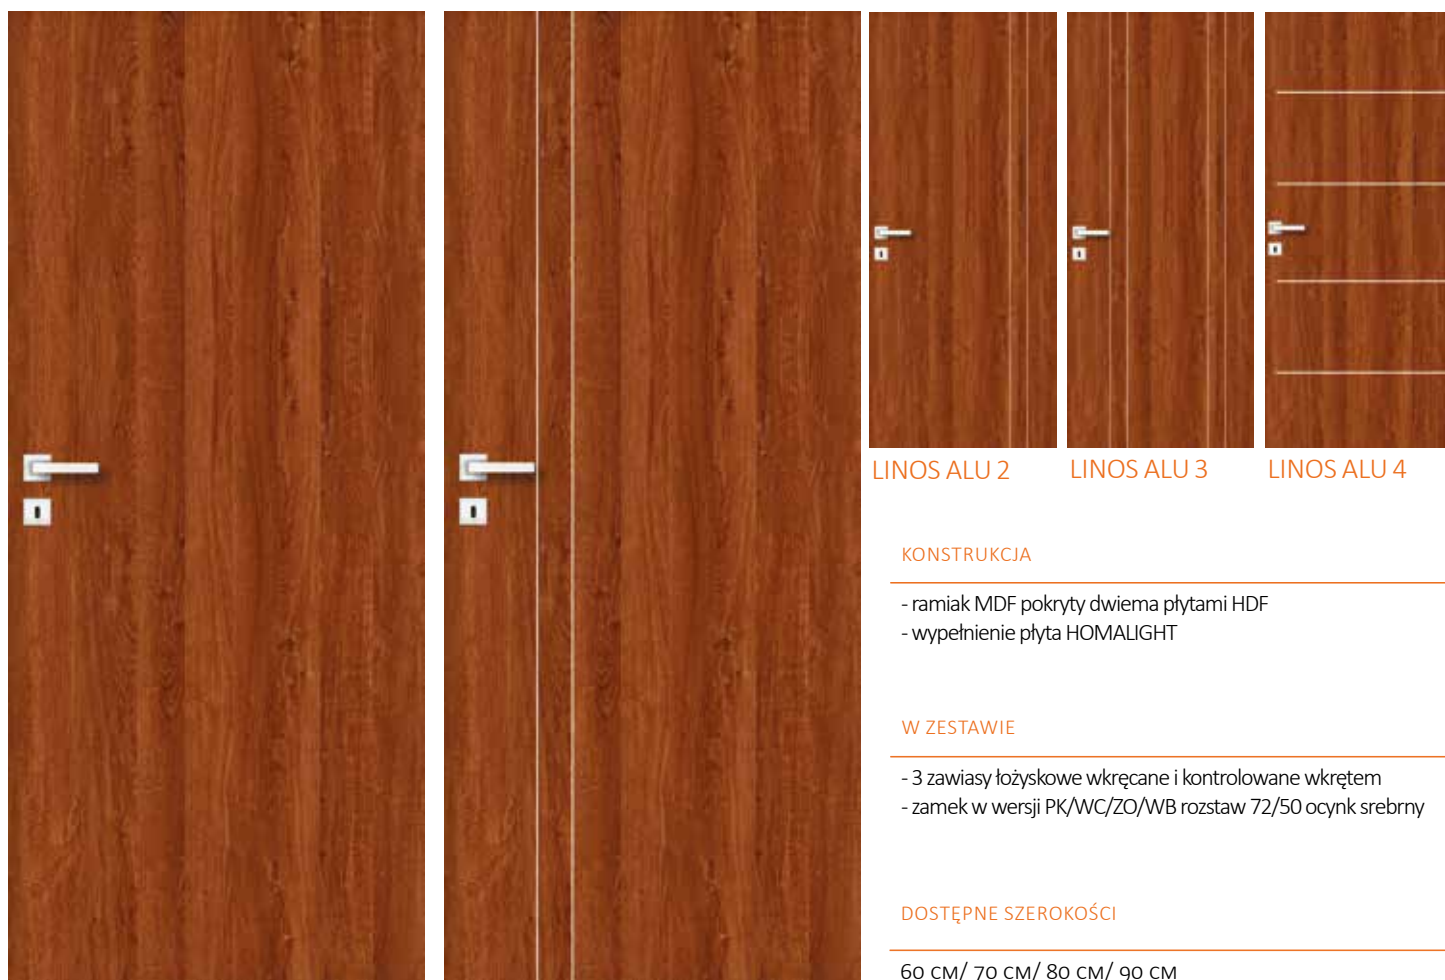 LINOS ALU 2
LINOS ALU 3
LINOS ALU 4
KONSTRUKCJA
- ramiak MDF pokryty dwiema płytami HDF
- wypełnienie płyta HOMALIGHT
W ZESTAWIE
- 3 zawiasy łożyskowe wkręcane i kontrolowane wkrętem
- zamek w wersji PK/WC/ZO/WB rozstaw 72/50 ocynk srebrny
DOSTĘPNE SZEROKOŚCI
60 CM/ 70 CM/ 80 CM/ 90 CM